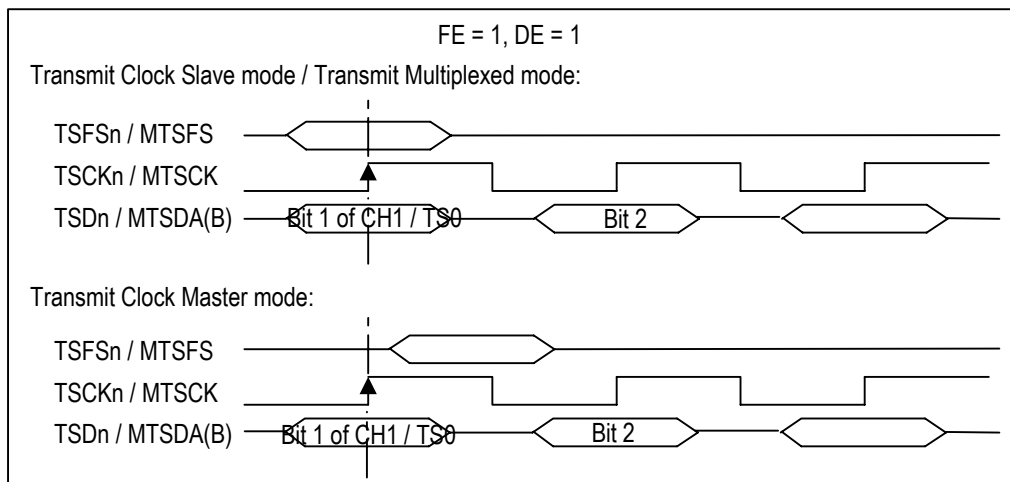 FE = 1, DE = 1
Transmit Clock Slave mode / Transmit Multiplexed mode:
TSFSn / MTSFS
TSCKn / MTSCK
TSDn / MTSDA(B) Bit 1 of CH1 / TS0 Bit 2
Transmit Clock Master mode:
TSFSn / MTSFS
TSCKn / MTSCK
TSDn / MTSDA(B) Bit 1 of CH1 / TS0 Bit 2